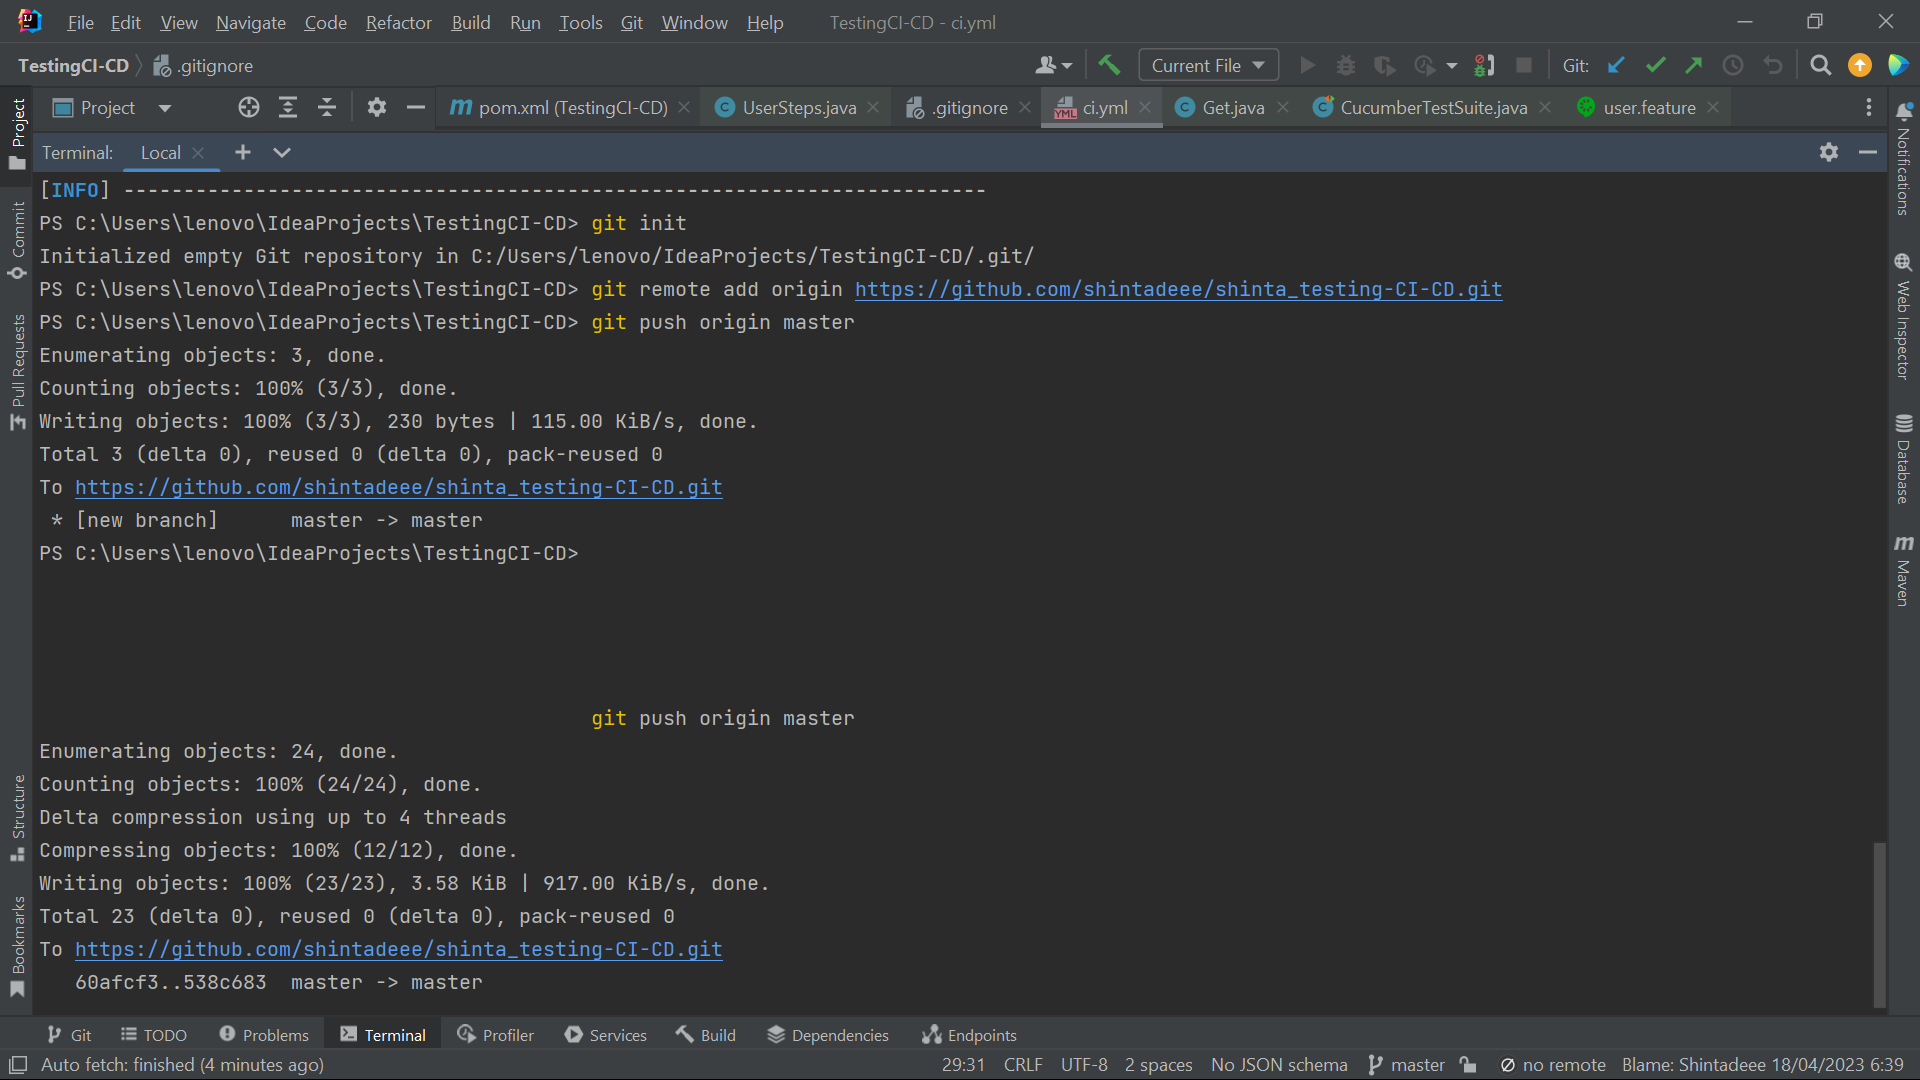 File Edit View Navigate Code Refactor Build Run Tools Git Window Help TestingCI-CD - ci.yml
TestingCI-CD .gitignore Current File Git:
Project pom.xml (TestingCI-CD) UserSteps.java .gitignore ci.yml Get.java CucumberTestSuite.java user.feature
Terminal: Local
[INFO] ------------------------------------------------------------------------
PS C:\Users\lenovo\IdeaProjects\TestingCI-CD> git init
Initialized empty Git repository in C:/Users/lenovo/IdeaProjects/TestingCI-CD/.git/
PS C:\Users\lenovo\IdeaProjects\TestingCI-CD> git remote add origin https://github.com/shintadeee/shinta_testing-CI-CD.git
PS C:\Users\lenovo\IdeaProjects\TestingCI-CD> git push origin master
Enumerating objects: 3, done.
Counting objects: 100% (3/3), done.
Writing objects: 100% (3/3), 230 bytes | 115.00 KiB/s, done.
Total 3 (delta 0), reused 0 (delta 0), pack-reused 0
To https://github.com/shintadeee/shinta_testing-CI-CD.git
* [new branch] master -> master
PS C:\Users\lenovo\IdeaProjects\TestingCI-CD>
git push origin master
Enumerating objects: 24, done.
Counting objects: 100% (24/24), done.
Delta compression using up to 4 threads
Compressing objects: 100% (12/12), done.
Writing objects: 100% (23/23), 3.58 KiB | 917.00 KiB/s, done.
Total 23 (delta 0), reused 0 (delta 0), pack-reused 0
To https://github.com/shintadeee/shinta_testing-CI-CD.git
60afcf3..538c683 master -> master
Project
Commit
Pull Requests
Structure
Bookmarks
Notifications
Web Inspector
Database
Maven
Git TODO Problems Terminal Profiler Services Build Dependencies Endpoints
Auto fetch: finished (4 minutes ago) 29:31 CRLF UTF-8 2 spaces No JSON schema master no remote Blame: Shintadeee 18/04/2023 6:39